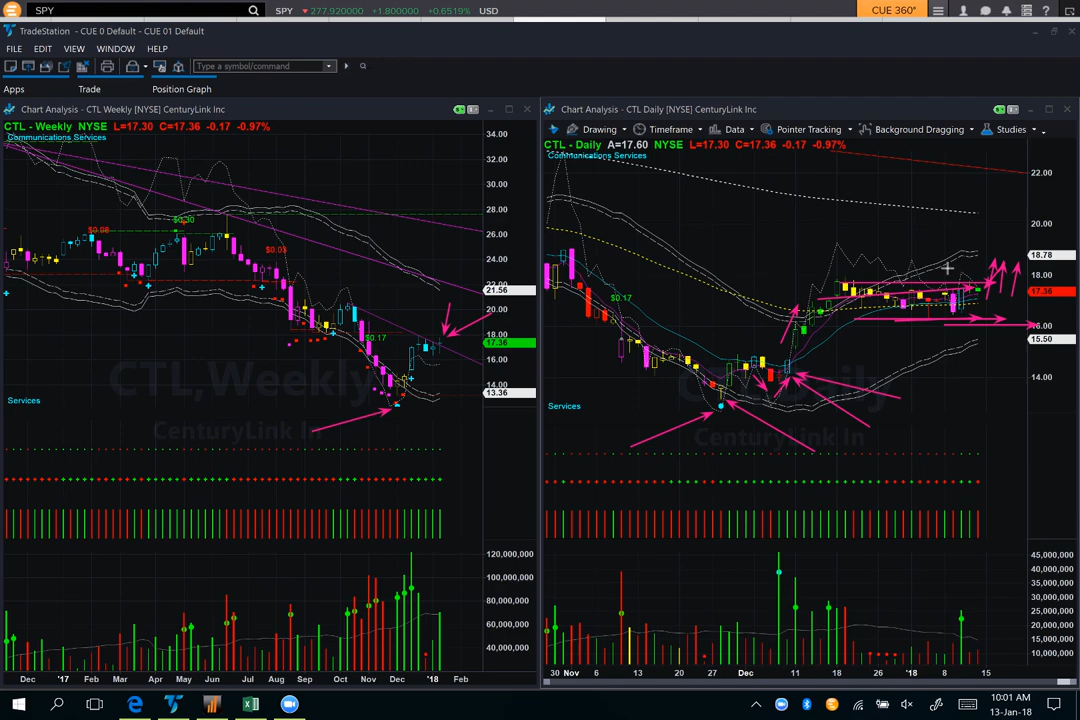 SPY SPY 277.920000 +1.800000 +0.6519% USD CUE 360°
TradeStation - CUE 0 Default - CUE 01 Default
FILE EDIT VIEW WINDOW HELP
Type a symbol/command
Apps Trade Position Graph
Chart Analysis - CTL Weekly [NYSE] CenturyLink Inc
CTL - Weekly NYSE L=17.30 C=17.36 -0.17 -0.97%
Communications Services
34.00
32.00
30.00
28.00
26.00
24.00
21.56
20.00
18.00
17.36
16.00
14.00
13.36
$0.98
$0.30
$0.03
$0.17
CTL, Weekly
CenturyLink In
Services
120,000,000
80,000,000
60,000,000
40,000,000
Dec '17 Feb Mar Apr May Jun Jul Aug Sep Oct Nov Dec '18 Feb
Chart Analysis - CTL Daily [NYSE] CenturyLink Inc
Drawing Timeframe Data Pointer Tracking Background Dragging Studies
CTL - Daily A=17.60 NYSE L=17.30 C=17.36 -0.17 -0.97%
Communications Services
22.00
20.00
18.78
18.00
17.36
16.00
15.50
14.00
$0.17
CTL, Daily
CenturyLink In
Services
45,000,000
40,000,000
35,000,000
30,000,000
25,000,000
20,000,000
15,000,000
10,000,000
30 Nov 6 13 20 27 Dec 11 18 26 '18 8 15
10:01 AM
13-Jan-18